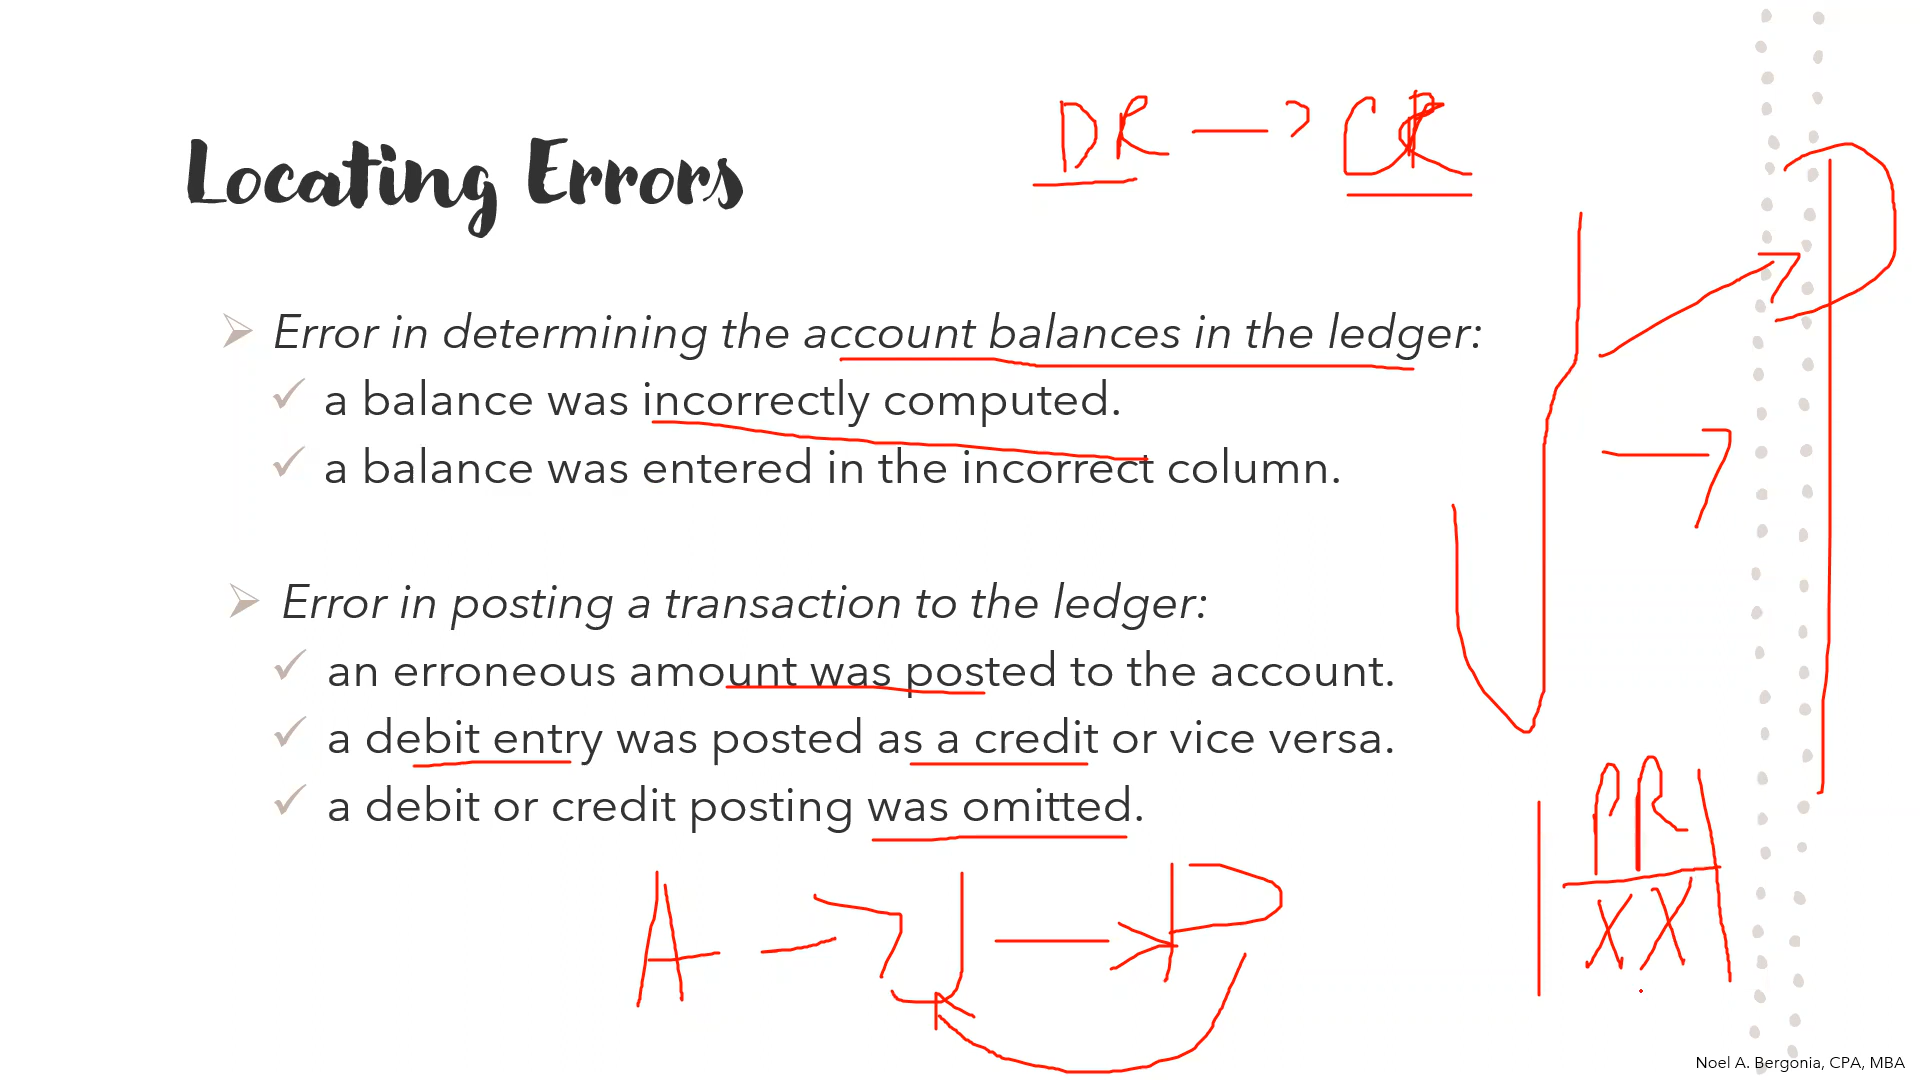 DR → CR
Locating Errors
J → P
Error in determining the account balances in the ledger:
a balance was incorrectly computed.
a balance was entered in the incorrect column.
Error in posting a transaction to the ledger:
an erroneous amount was posted to the account.
a debit entry was posted as a credit or vice versa.
a debit or credit posting was omitted.
PR
XX
A → J → P
Noel A. Bergonia, CPA, MBA